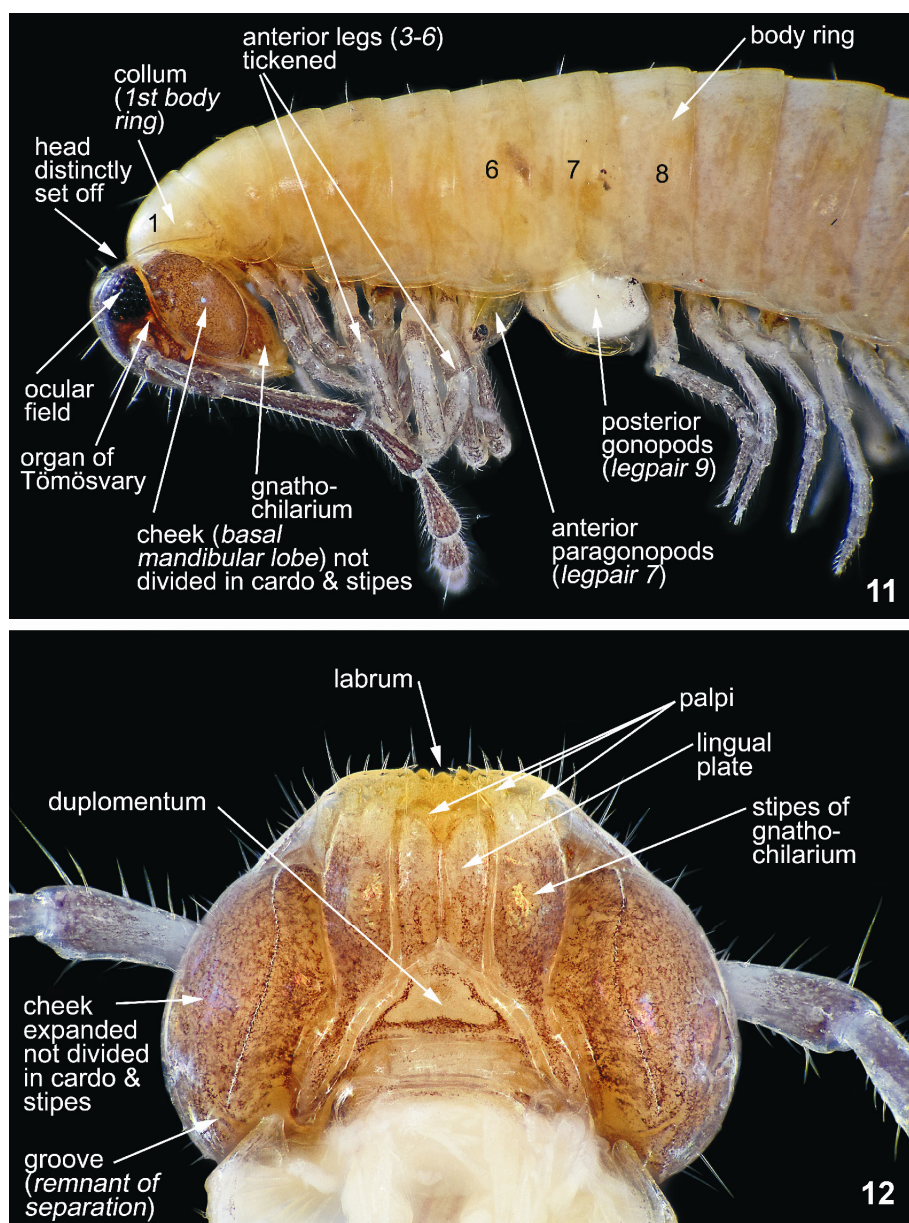 anterior legs (3-6)
tickened
body ring
collum
(1st body
ring)
head
distinctly
set off
1
6
7
8
ocular
field
organ of
Tömösvary
gnatho-
chilarium
cheek (basal
mandibular lobe) not
divided in cardo & stipes
posterior
gonopods
(legpair 9)
anterior
paragonopods
(legpair 7)
11
labrum
palpi
lingual
plate
duplomentum
stipes of
gnatho-
chilarium
cheek
expanded
not divided
in cardo &
stipes
groove
(remnant of
separation)
12